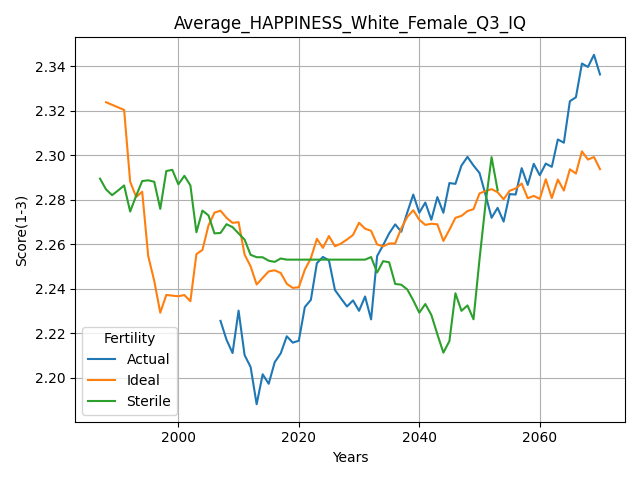 Average_HAPPINESS_White_Female_Q3_IQ
Score(1-3)
2.34
2.32
2.30
2.28
2.26
2.24
2.22
2.20
Fertility
Actual
Ideal
Sterile
2000
2020
2040
2060
Years